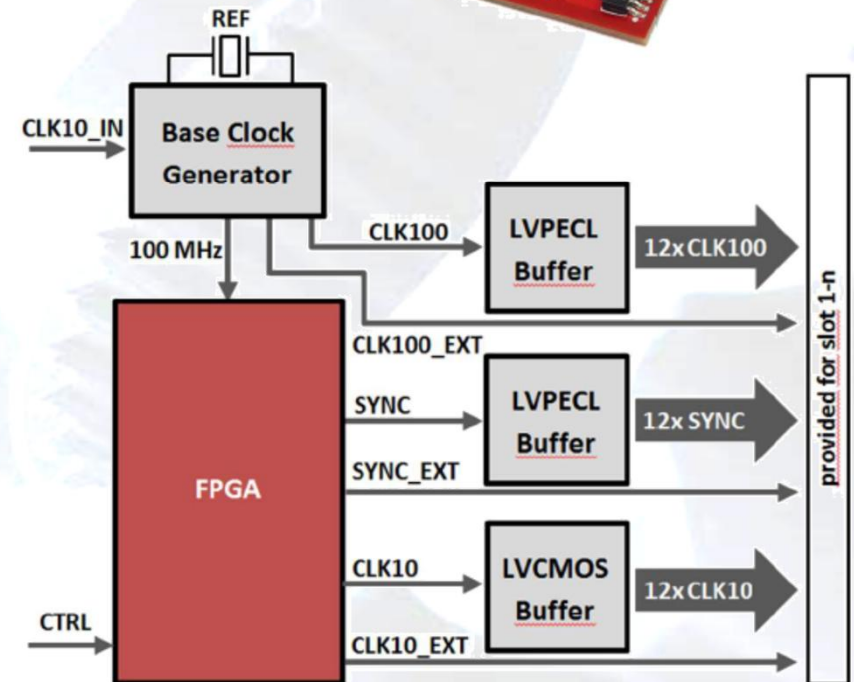 REF
CLK10_IN
Base Clock
Generator
100 MHz
CLK100
LVPECL
Buffer
12x CLK100
CLK100_EXT
SYNC
LVPECL
Buffer
12x SYNC
SYNC_EXT
FPGA
CLK10
LVCMOS
Buffer
12x CLK10
CTRL
CLK10_EXT
provided for slot 1-n